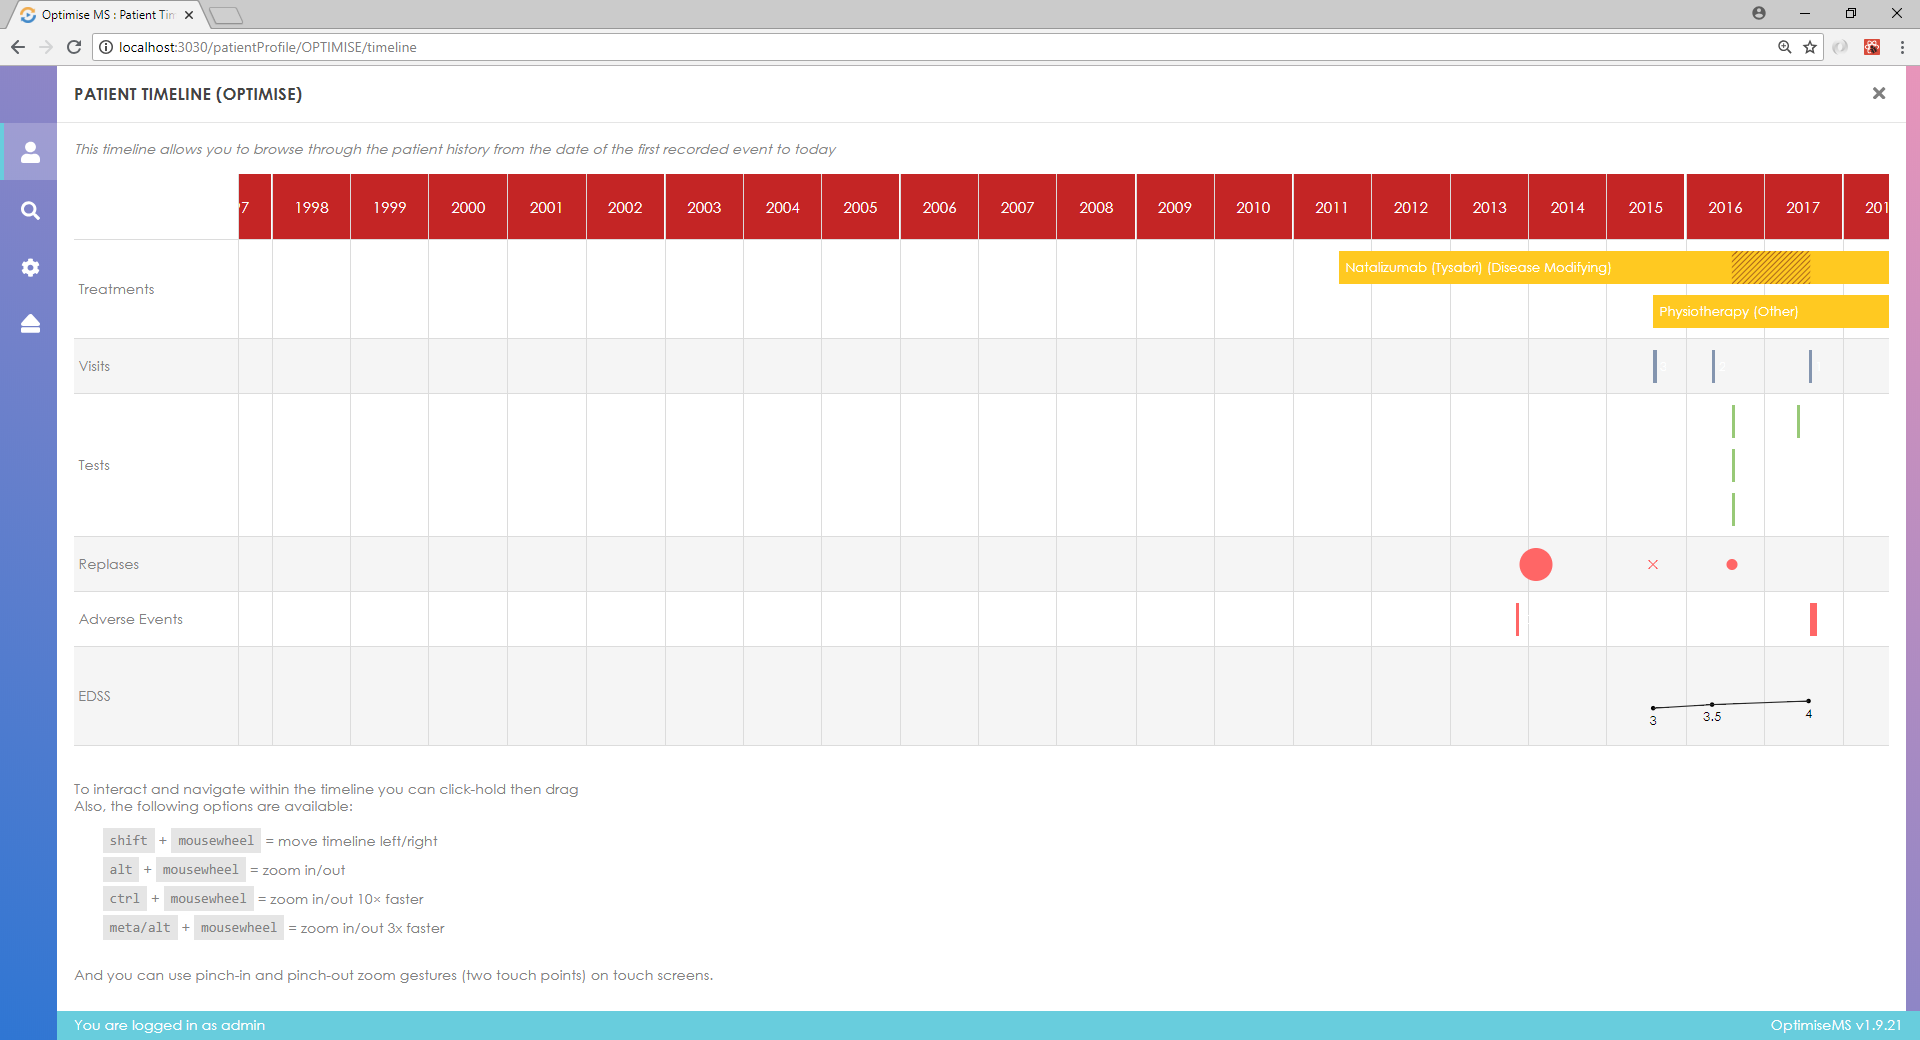 Optimise MS : Patient Tim
localhost:3030/patientProfile/OPTIMISE/timeline
PATIENT TIMELINE (OPTIMISE)
This timeline allows you to browse through the patient history from the date of the first recorded event to today
7 1998 1999 2000 2001 2002 2003 2004 2005 2006 2007 2008 2009 2010 2011 2012 2013 2014 2015 2016 2017 201
Natalizumab (Tysabri) (Disease Modifying)
Treatments
Physiotherapy (Other)
Visits
Tests
Replases
Adverse Events
EDSS
3 3.5 4
To interact and navigate within the timeline you can click-hold then drag
Also, the following options are available:
shift + mousewheel = move timeline left/right
alt + mousewheel = zoom in/out
ctrl + mousewheel = zoom in/out 10× faster
meta/alt + mousewheel = zoom in/out 3x faster
And you can use pinch-in and pinch-out zoom gestures (two touch points) on touch screens.
You are logged in as admin
OptimiseMS v1.9.21